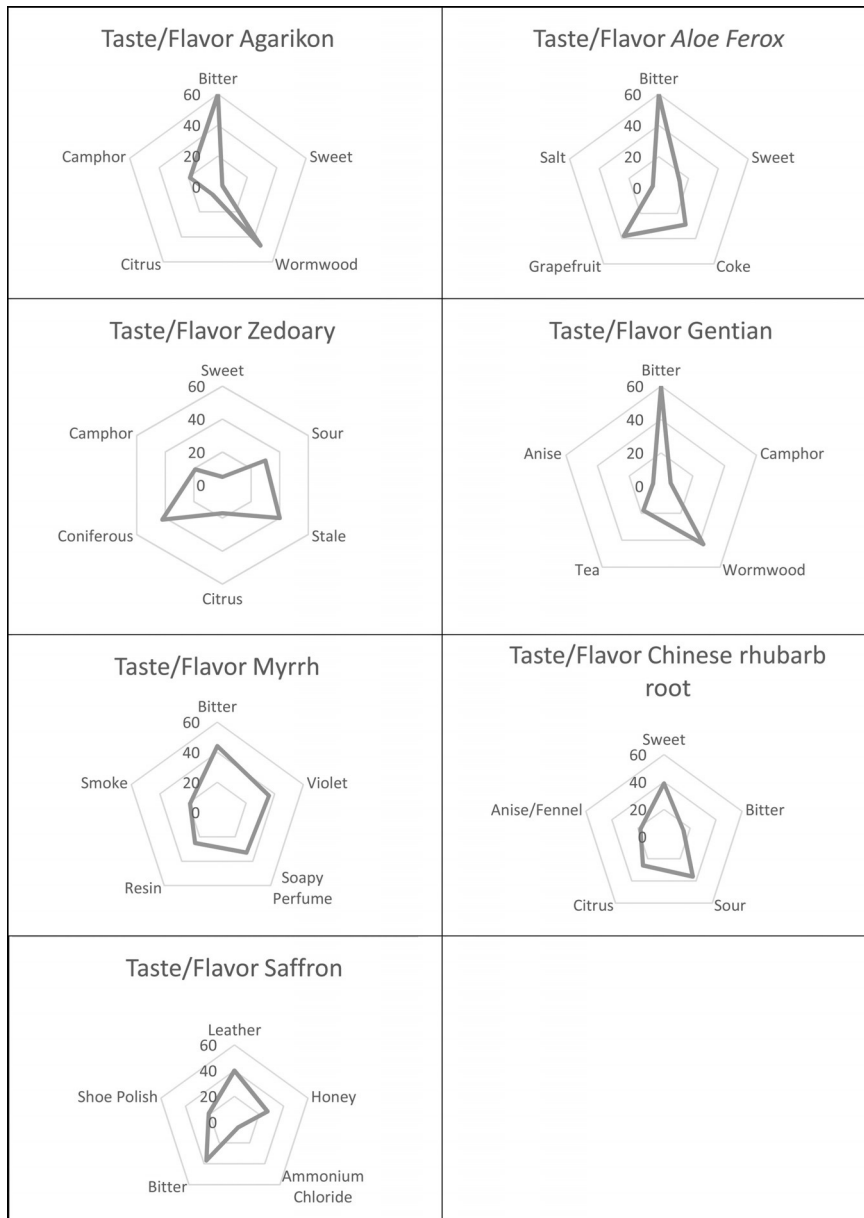 Taste/Flavor Agarikon
Bitter
60
40
20
0
Camphor
Sweet
Citrus
Wormwood
Taste/Flavor Aloe Ferox
Bitter
60
40
20
0
Salt
Sweet
Grapefruit
Coke
Taste/Flavor Zedoary
Sweet
60
40
20
0
Camphor
Sour
Coniferous
Stale
Citrus
Taste/Flavor Gentian
Bitter
60
40
20
0
Anise
Camphor
Tea
Wormwood
Taste/Flavor Myrrh
Bitter
60
40
20
0
Smoke
Violet
Resin
Soapy
Perfume
Taste/Flavor Chinese rhubarb
root
Sweet
60
40
20
0
Anise/Fennel
Bitter
Citrus
Sour
Taste/Flavor Saffron
Leather
60
40
20
0
Shoe Polish
Honey
Bitter
Ammonium
Chloride